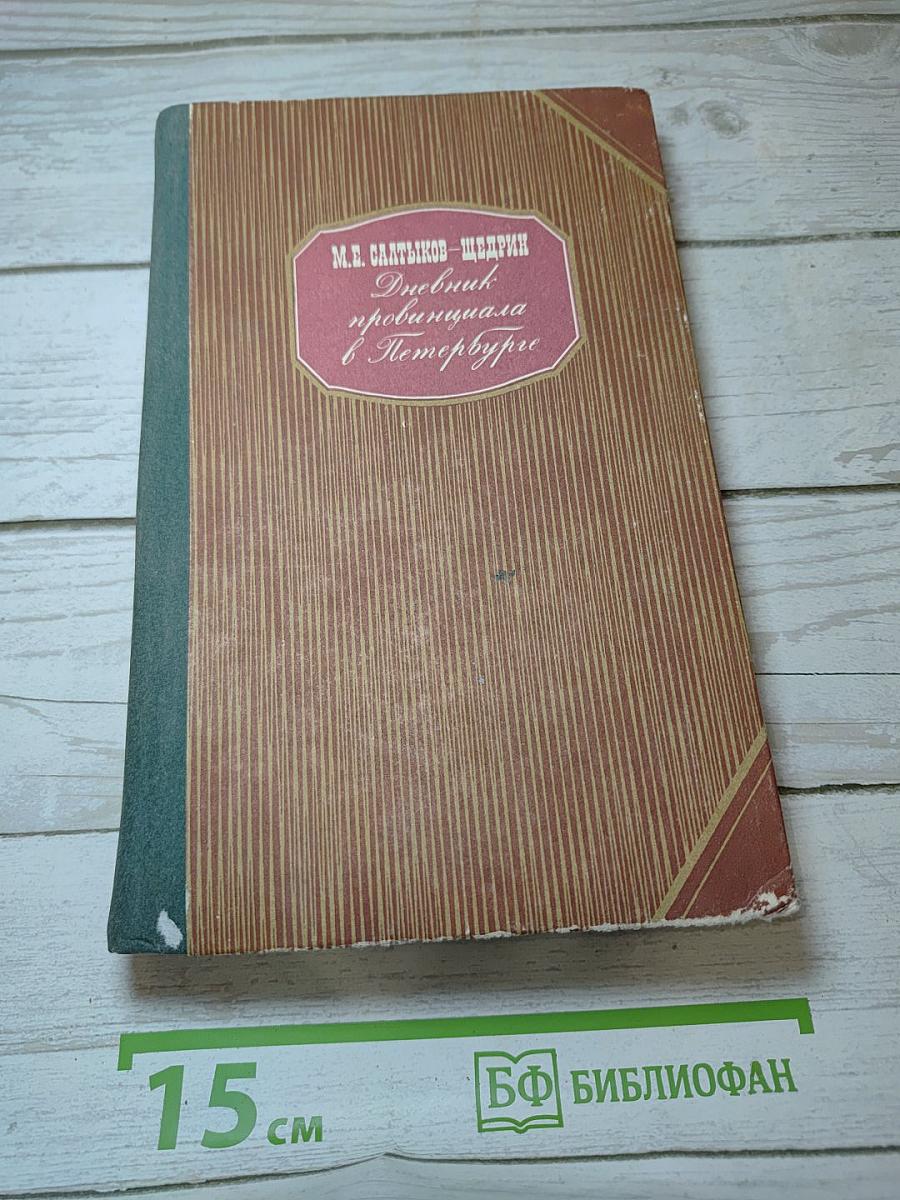 М.Е. САЛТЫКОВ–ЩЕДРИН
Дневник
провинциала
в Петербурге
15 см
БФ БИБЛИОФАН